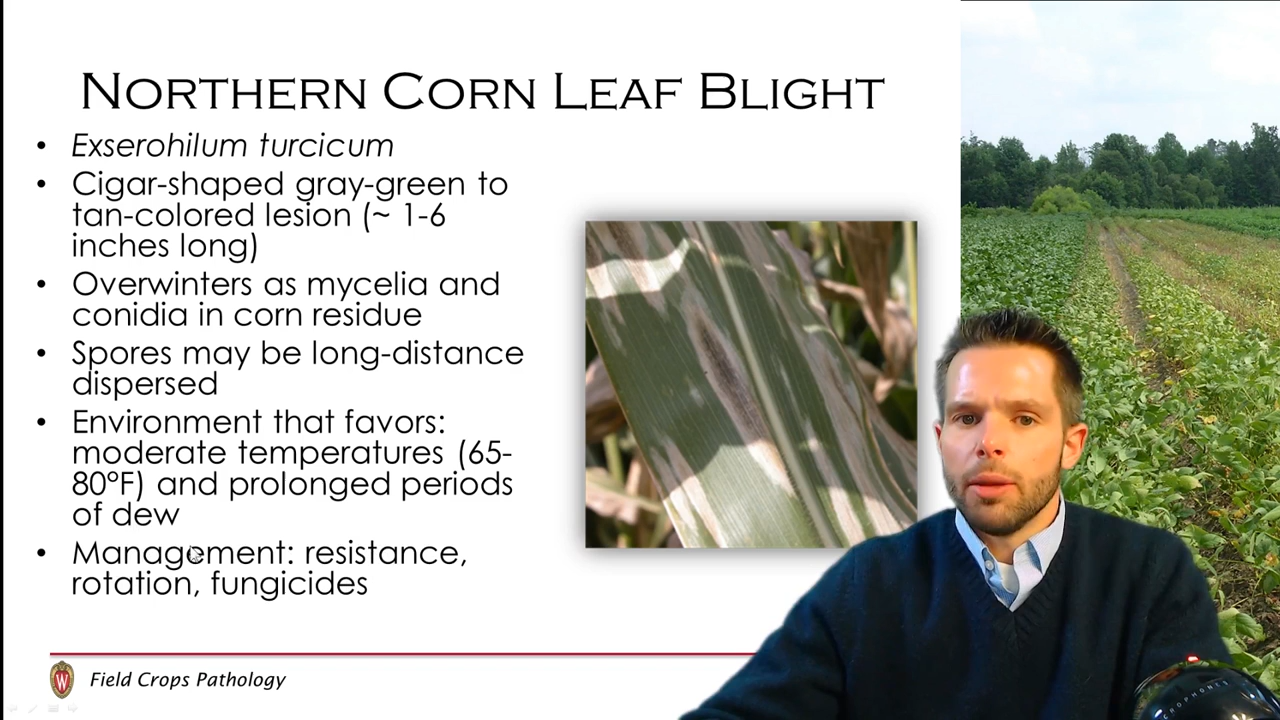 Northern Corn Leaf Blight
• Exserohilum turcicum
• Cigar-shaped gray-green to
tan-colored lesion (~ 1-6
inches long)
• Overwinters as mycelia and
conidia in corn residue
• Spores may be long-distance
dispersed
• Environment that favors:
moderate temperatures (65-
80°F) and prolonged periods
of dew
• Management: resistance,
rotation, fungicides
W Field Crops Pathology
CROPHONES